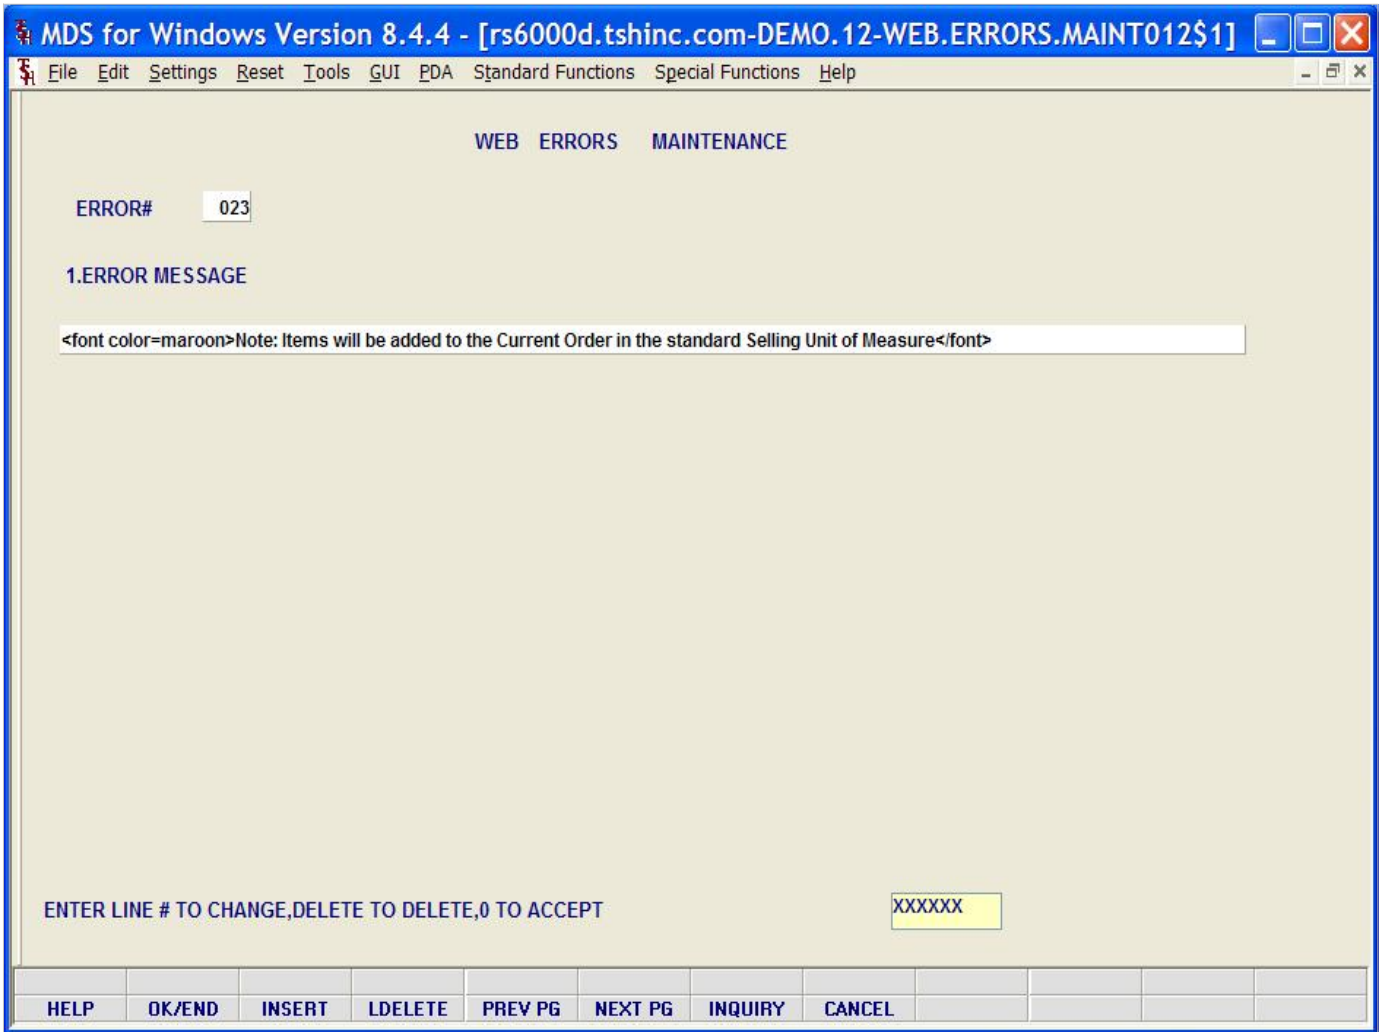 MDS for Windows Version 8.4.4 - [rs6000d.tshinc.com-DEMO.12-WEB.ERRORS.MAINT012$1]
File Edit Settings Reset Tools GUI PDA Standard Functions Special Functions Help
WEB ERRORS MAINTENANCE
ERROR# 023
1.ERROR MESSAGE
<font color=maroon>Note: Items will be added to the Current Order in the standard Selling Unit of Measure</font>
ENTER LINE # TO CHANGE,DELETE TO DELETE,0 TO ACCEPT XXXXXX
HELP OK/END INSERT LDELETE PREV PG NEXT PG INQUIRY CANCEL